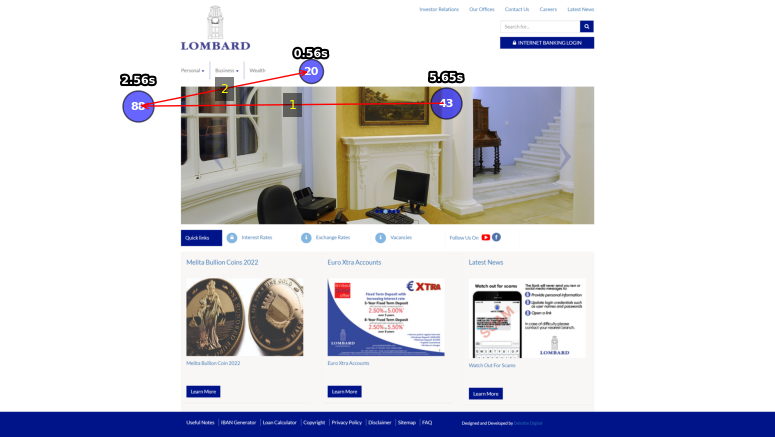 Investor Relations Our Offices Contact Us Careers Latest News
Search for...
INTERNET BANKING LOGIN
LOMBARD
Personal Business Wealth
2.56s
0.56s
5.65s
20
43
2
1
Quick links Interest Rates Exchange Rates Vacancies Follow Us On
Melita Bullion Coins 2022
Euro Xtra Accounts
Latest News
€ XTRA
Fixed Term Deposit with
increasing interest rate
2.50% 5.00%
2.50% 5.50%
LOMBARD
Watch out for scams
The Bank will never send you text or
social media messages to:
Provide personal information
Update login credentials such
as user names and passwords
Open a link
In case of difficulty please
contact your nearest branch.
LOMBARD
Melita Bullion Coin 2022
Euro Xtra Accounts
Watch Out For Scams
Learn More
Learn More
Learn More
Useful Notes | IBAN Generator | Loan Calculator | Copyright | Privacy Policy | Disclaimer | Sitemap | FAQ
Designed and Developed by Deloitte Digital